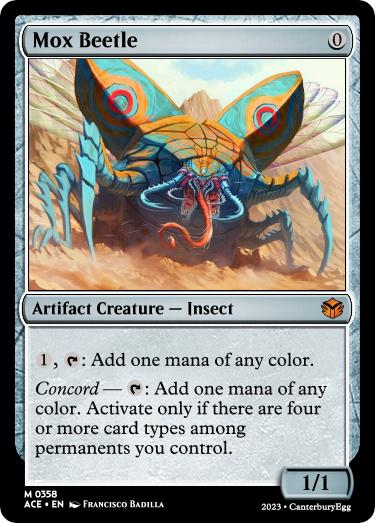 Mox Beetle 0
Artifact Creature — Insect
1, : Add one mana of any color.
Concord — : Add one mana of any
color. Activate only if there are four
or more card types among
permanents you control.
1/1
M 0358
ACE • EN Francisco Badilla
2023 • CanterburyEgg